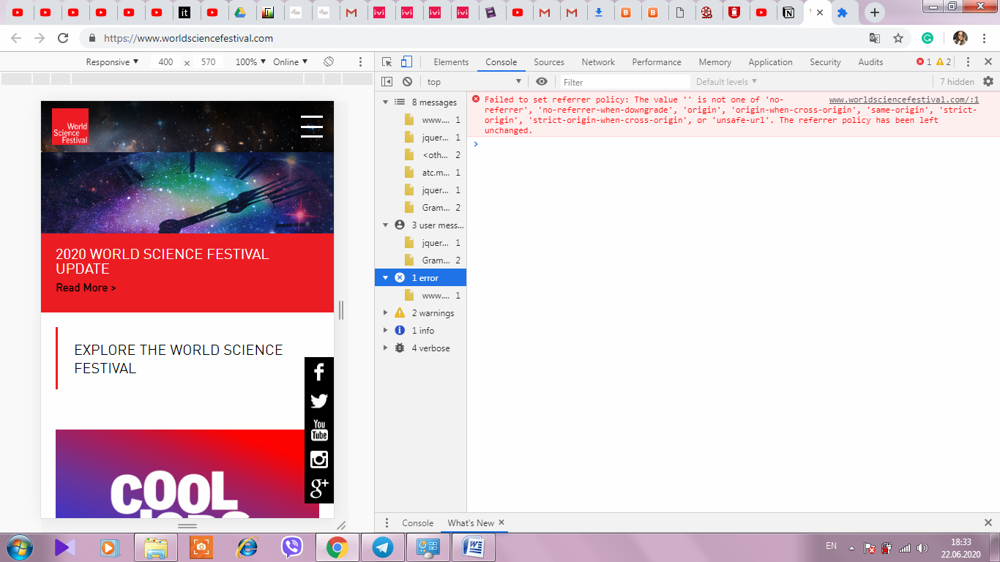 it
ivi
ivi
ivi
ivi
https://www.worldsciencefestival.com
Responsive 400 x 570 100% Online
Elements Console Sources Network Performance Memory Application Security Audits 1 2
top Filter Default levels 7 hidden
World
Science
Festival
2020 WORLD SCIENCE FESTIVAL
UPDATE
Read More >
EXPLORE THE WORLD SCIENCE
FESTIVAL
f
You
Tube
g+
COOL
JOBS
8 messages
www.... 1
jquer... 1
<oth... 2
atc.m... 1
jquer... 1
Gram... 2
3 user mess...
jquer... 1
Gram... 2
1 error
www.... 1
2 warnings
1 info
4 verbose
Failed to set referrer policy: The value '' is not one of 'no- www.worldsciencefestival.com/:1
referrer', 'no-referrer-when-downgrade', 'origin', 'origin-when-cross-origin', 'same-origin', 'strict-
origin', 'strict-origin-when-cross-origin', or 'unsafe-url'. The referrer policy has been left
unchanged.
Console What's New
EN 18:33
22.06.2020